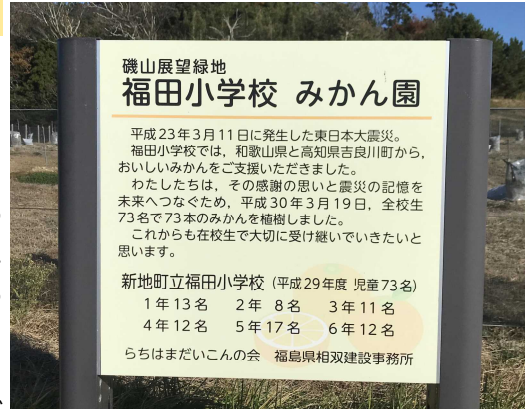 磯山展望緑地
福田小学校 みかん園
平成23年3月11日に発生した東日本大震災。
福田小学校では，和歌山県と高知県吉良川町から，
おいしいみかんをご支援いただきました。
わたしたちは，その感謝の思いと震災の記憶を
未来へつなぐため，平成30年3月19日，全校生
73名で73本のみかんを植樹しました。
これからも在校生で大切に受け継いでいきたいと
思います。
新地町立福田小学校（平成29年度 児童73名）
1年13名 2年 8名 3年11名
4年12名 5年17名 6年12名
らちはまだいこんの会 福島県相双建設事務所